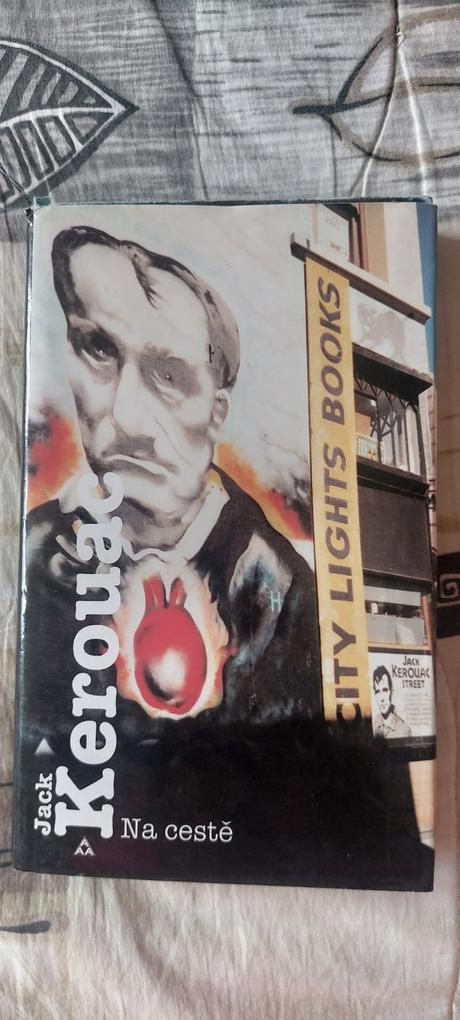 CITY LIGHTS BOOKS
JACK
KEROUAC
STREET
Jack
Kerouac
Na cestě
H